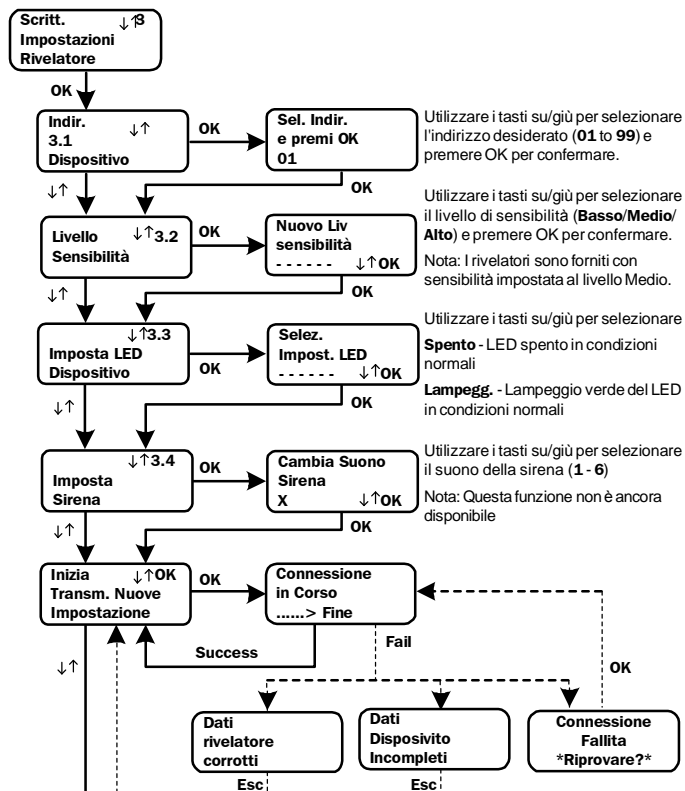 Scritt. ↓↑3
Impostazioni
Rivelatore
OK
Indir.
3.1 ↓↑
Dispositivo
OK
Sel. Indir.
e premi OK
01
Utilizzare i tasti su/giù per selezionare
l'indirizzo desiderato (01 to 99) e
premere OK per confermare.
↓↑
OK
Livello ↓↑3.2
Sensibilità
OK
Nuovo Liv
sensibilità
- - - - - - ↓↑OK
Utilizzare i tasti su/giù per selezionare
il livello di sensibilità (Basso/Medio/
Alto) e premere OK per confermare.
Nota: I rivelatori sono forniti con
sensibilità impostata al livello Medio.
↓↑
OK
↓↑3.3
Imposta LED
Dispositivo
OK
Selez.
Impost. LED
- - - - - - ↓↑OK
Utilizzare i tasti su/giù per selezionare
Spento - LED spento in condizioni
normali
Lampegg. - Lampeggio verde del LED
in condizioni normali
↓↑
OK
↓↑3.4
Imposta
Sirena
OK
Cambia Suono
Sirena
X ↓↑OK
Utilizzare i tasti su/giù per selezionare
il suono della sirena (1 - 6)
Nota: Questa funzione non è ancora
disponibile
↓↑
OK
Inizia ↓↑OK
Transm. Nuove
Impostazione
OK
Connessione
in Corso
......> Fine
Success
Fail
OK
↓↑
Dati
rivelatore
corrotti
Dati
Disposivito
Incompleti
Connessione
Fallita
*Riprovare?*
Esc
Esc